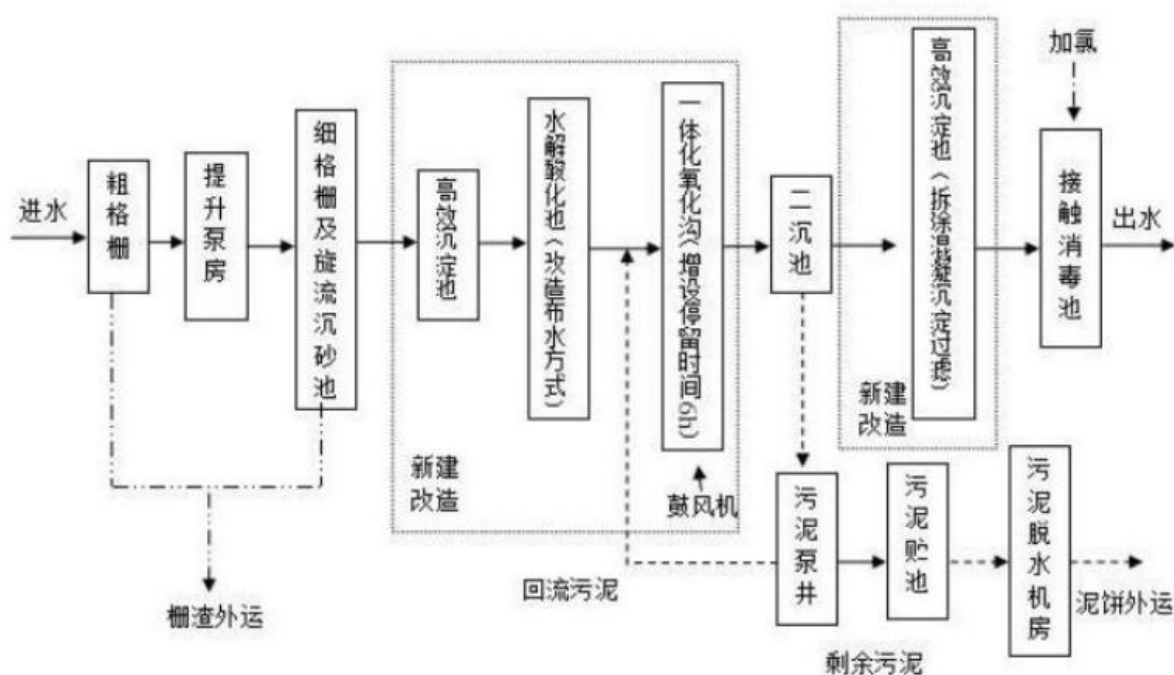 进水
粗格栅
提升泵房
细格栅及旋流沉砂池
高效沉淀池
水解酸化池(改造布水方式)
一体化氧化沟(增设停留时间6h)
鼓风机
新建
改造
二沉池
高效沉淀池(拆除混凝沉淀过滤)
新建
改造
加氯
接触消毒池
出水
栅渣外运
回流污泥
污泥泵井
污泥贮池
污泥脱水机房
泥饼外运
剩余污泥